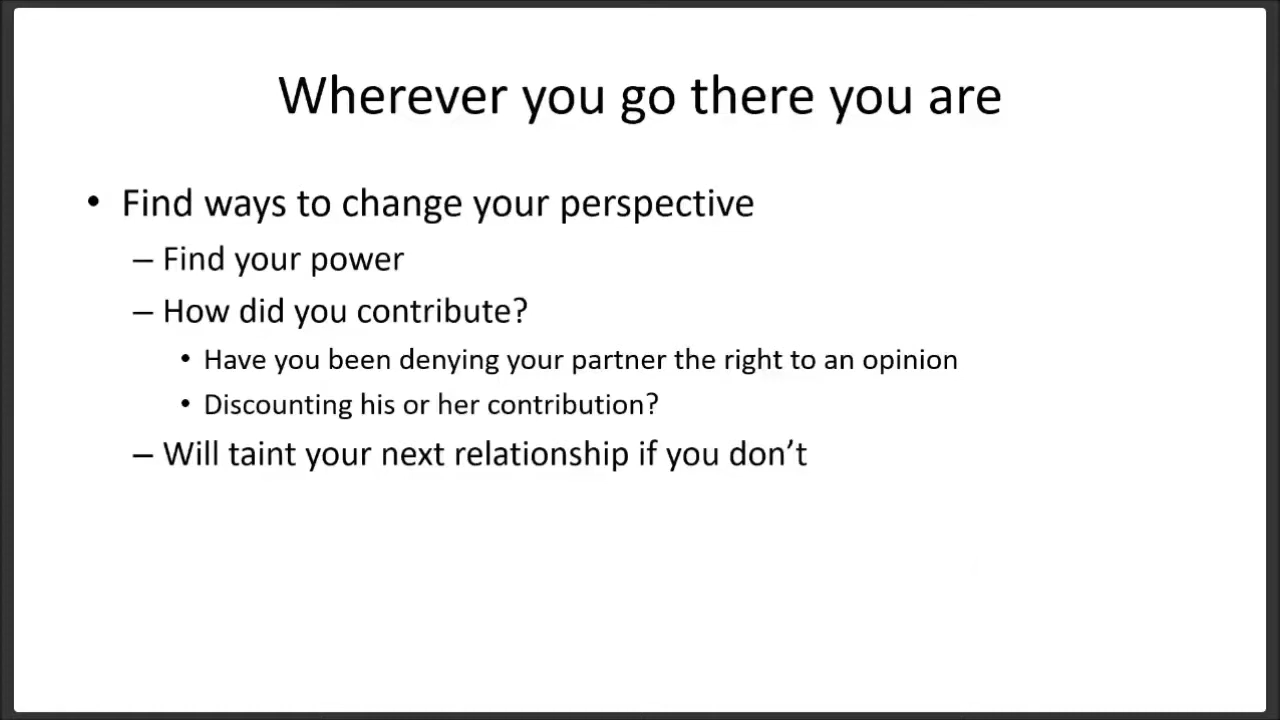 Wherever you go there you are
• Find ways to change your perspective
– Find your power
– How did you contribute?
• Have you been denying your partner the right to an opinion
• Discounting his or her contribution?
– Will taint your next relationship if you don’t